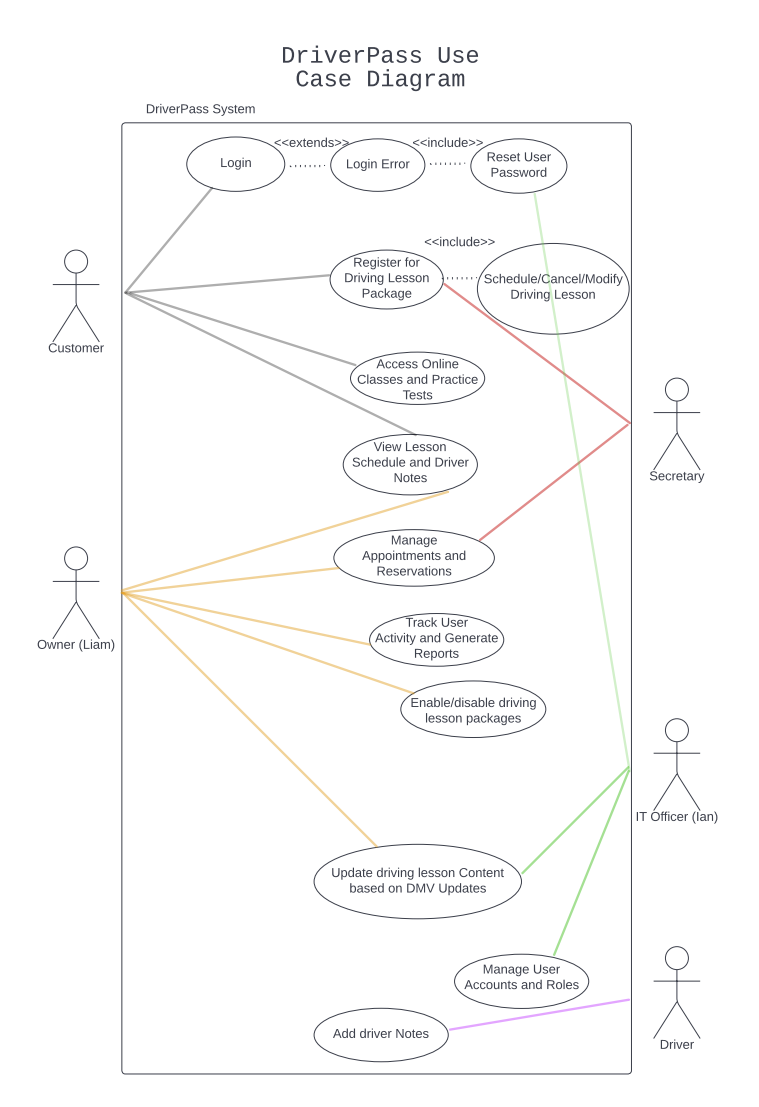 DriverPass Use
Case Diagram
DriverPass System
<<extends>>
<<include>>
Login
Login Error
Reset User
Password
<<include>>
Register for
Driving Lesson
Package
Schedule/Cancel/Modify
Driving Lesson
Customer
Access Online
Classes and Practice
Tests
View Lesson
Schedule and Driver
Notes
Secretary
Manage
Appointments and
Reservations
Owner (Liam)
Track User
Activity and Generate
Reports
Enable/disable driving
lesson packages
IT Officer (Ian)
Update driving lesson Content
based on DMV Updates
Manage User
Accounts and Roles
Add driver Notes
Driver